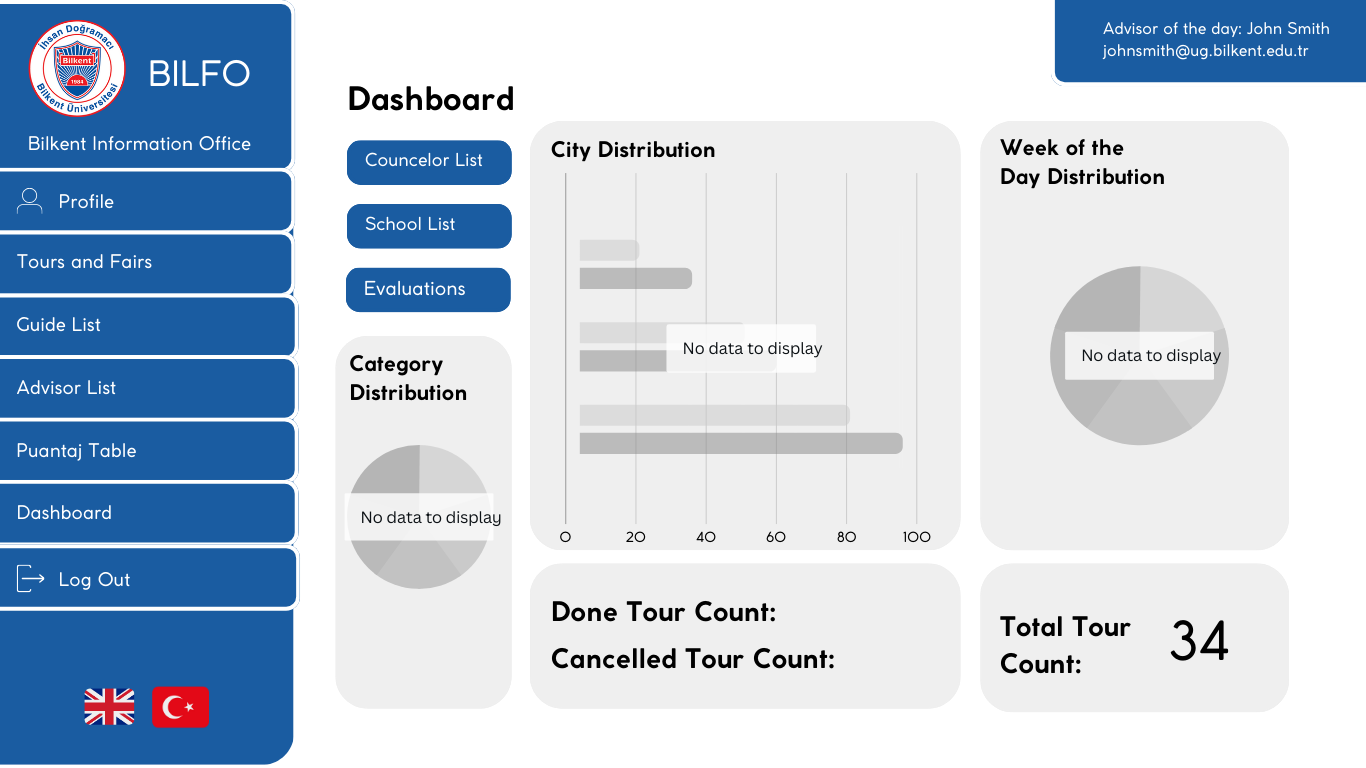 İhsan Doğramacı
Bilkent
1984
Bilkent Üniversitesi
BILFO
Bilkent Information Office
Profile
Tours and Fairs
Guide List
Advisor List
Puantaj Table
Dashboard
Log Out
Advisor of the day: John Smith
johnsmith@ug.bilkent.edu.tr
Dashboard
Councelor List
School List
Evaluations
Category
Distribution
No data to display
City Distribution
No data to display
0 20 40 60 80 100
Week of the
Day Distribution
No data to display
Done Tour Count:
Cancelled Tour Count:
Total Tour
Count:
34